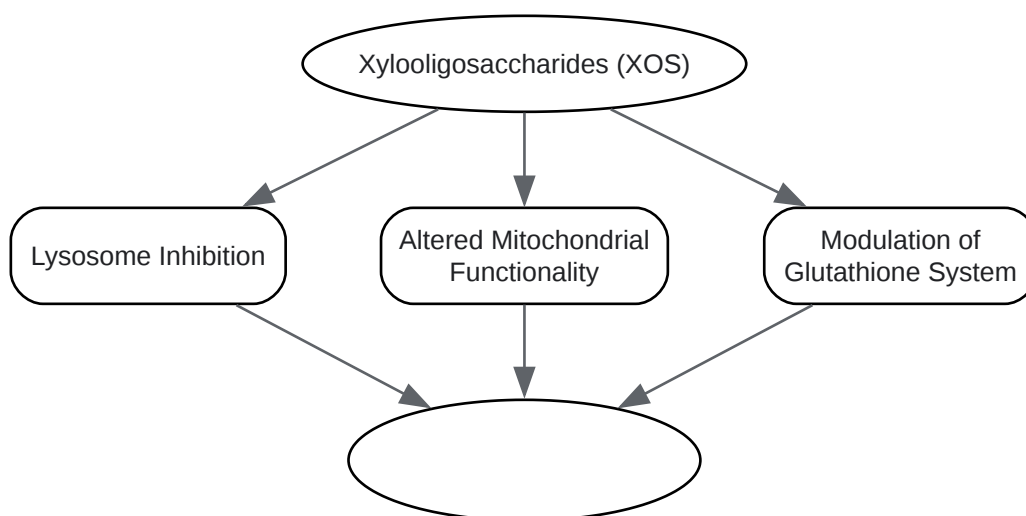 Xylooligosaccharides (XOS)
Lysosome Inhibition
Altered Mitochondrial
Functionality
Modulation of
Glutathione System